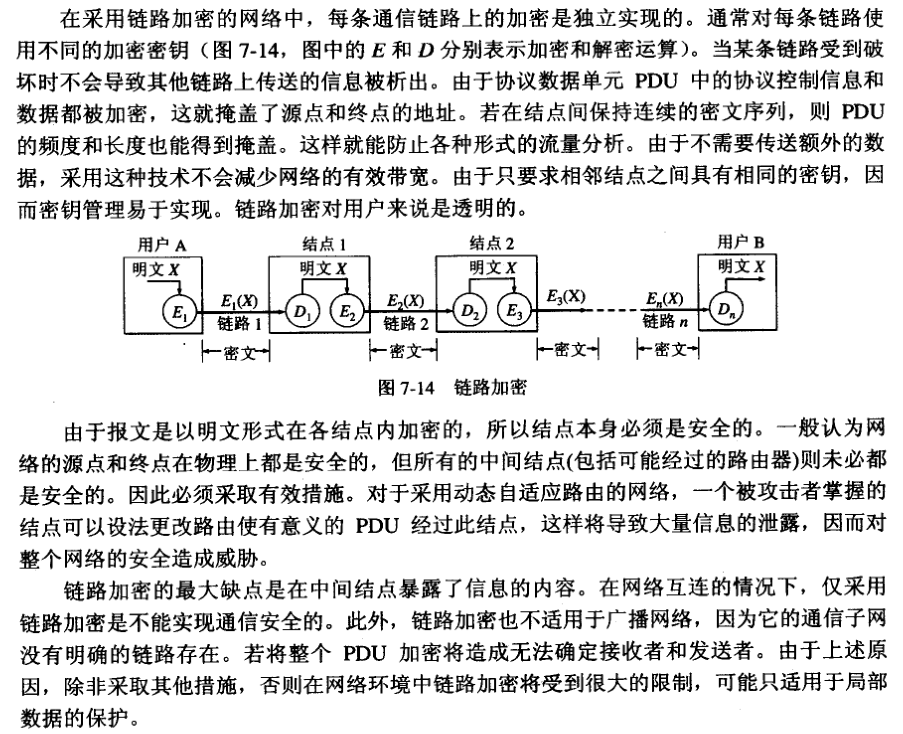 在采用链路加密的网络中，每条通信链路上的加密是独立实现的。通常对每条链路使
用不同的加密密钥（图 7-14，图中的 E 和 D 分别表示加密和解密运算）。当某条链路受到破
坏时不会导致其他链路上传送的信息被析出。由于协议数据单元 PDU 中的协议控制信息和
数据都被加密，这就掩盖了源点和终点的地址。若在结点间保持连续的密文序列，则 PDU
的频度和长度也能得到掩盖。这样就能防止各种形式的流量分析。由于不需要传送额外的数
据，采用这种技术不会减少网络的有效带宽。由于只要求相邻结点之间具有相同的密钥，因
而密钥管理易于实现。链路加密对用户来说是透明的。
用户 A 结点 1 结点 2 用户 B
明文 X 明文 X 明文 X 明文 X
E₁ E₁(X) D₁ E₂ E₂(X) D₂ E₃ E₃(X) Eₙ(X) Dₙ
链路 1 链路 2 链路 n
密文 密文 密文 密文
图 7-14 链路加密
由于报文是以明文形式在各结点内加密的，所以结点本身必须是安全的。一般认为网
络的源点和终点在物理上都是安全的，但所有的中间结点(包括可能经过的路由器)则未必都
是安全的。因此必须采取有效措施。对于采用动态自适应路由的网络，一个被攻击者掌握的
结点可以设法更改路由使有意义的 PDU 经过此结点，这样将导致大量信息的泄露，因而对
整个网络的安全造成威胁。
链路加密的最大缺点是在中间结点暴露了信息的内容。在网络互连的情况下，仅采用
链路加密是不能实现通信安全的。此外，链路加密也不适用于广播网络，因为它的通信子网
没有明确的链路存在。若将整个 PDU 加密将造成无法确定接收者和发送者。由于上述原
因，除非采取其他措施，否则在网络环境中链路加密将受到很大的限制，可能只适用于局部
数据的保护。